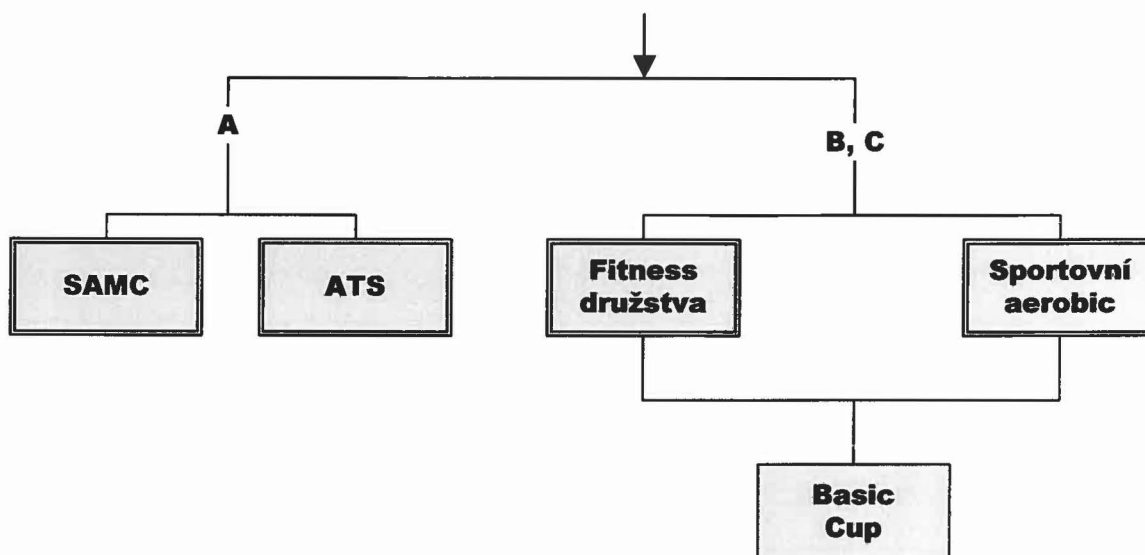 A
B, C
SAMC
ATS
Fitness
družstva
Sportovní
aerobic
Basic
Cup